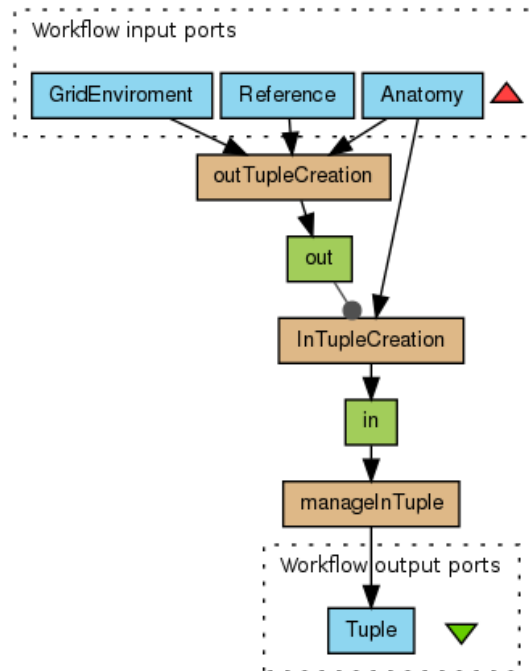 Workflow input ports
GridEnviroment
Reference
Anatomy
outTupleCreation
out
InTupleCreation
in
manageInTuple
Workflow output ports
Tuple